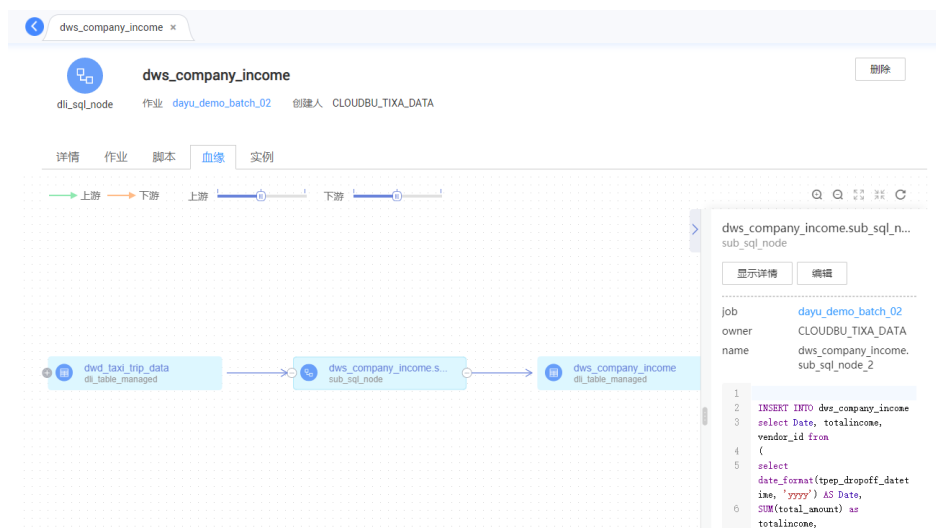 dws_company_income ×
dws_company_income
删除
dli_sql_node
作业 dayu_demo_batch_02 创建人 CLOUDBU_TIXA_DATA
详情 作业 脚本 血缘 实例
上游 下游 上游 下游
dws_company_income.sub_sql_n...
sub_sql_node
显示详情 编辑
job dayu_demo_batch_02
owner CLOUDBU_TIXA_DATA
name dws_company_income.
sub_sql_node_2
dwd_taxi_trip_data
dli_table_managed
dws_company_income.s...
sub_sql_node
dws_company_income
dli_table_managed
1
2 INSERT INTO dws_company_income
3 select Date, totalincome,
vendor_id from
4 (
5 select
date_format(tpep_dropoff_datet
ime, 'yyyy') AS Date,
6 SUM(total_amount) as
totalincome,